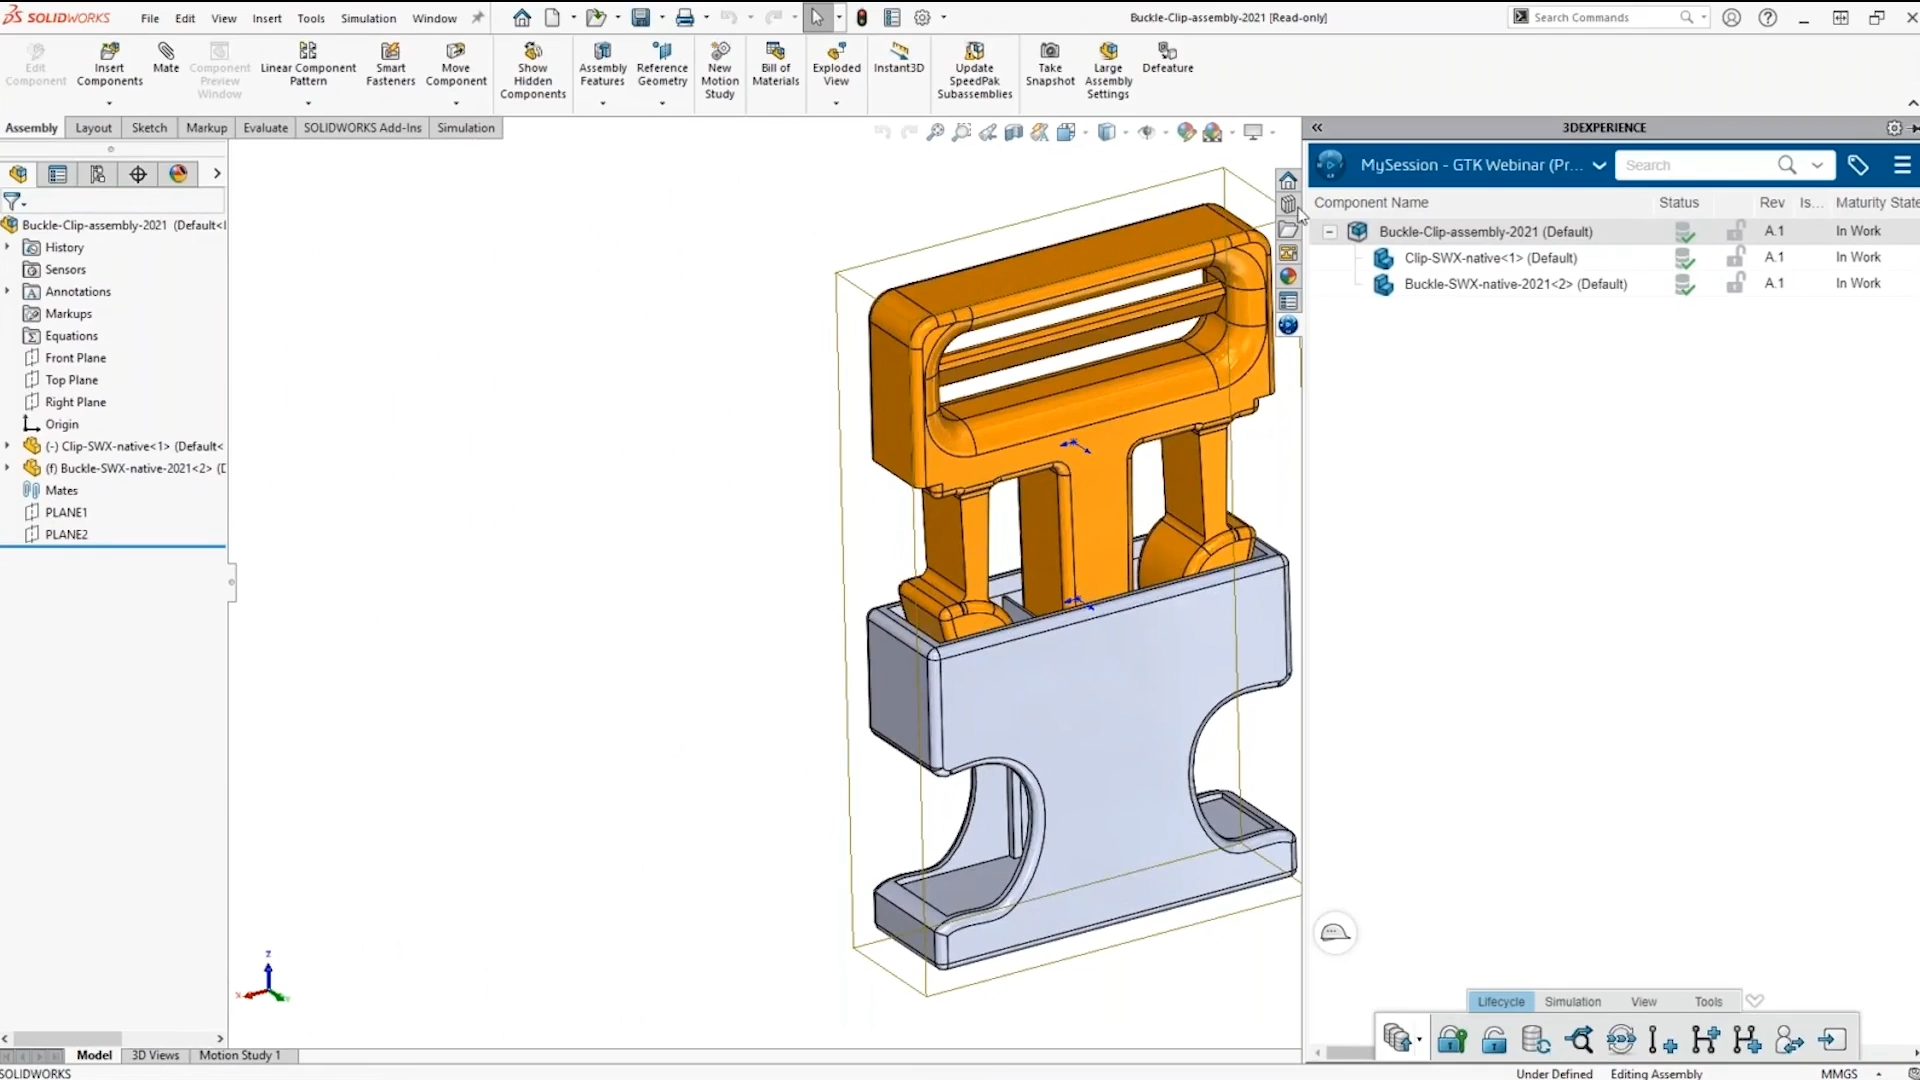 SOLIDWORKS File Edit View Insert Tools Simulation Window Buckle-Clip-assembly-2021 [Read-only] Search Commands
Edit Component
Insert Components
Mate
Component Preview Window
Linear Component Pattern
Smart Fasteners
Move Component
Show Hidden Components
Assembly Features
Reference Geometry
New Motion Study
Bill of Materials
Exploded View
Instant3D
Update SpeedPak Subassemblies
Take Snapshot
Large Assembly Settings
Defeature
Assembly Layout Sketch Markup Evaluate SOLIDWORKS Add-Ins Simulation
3DEXPERIENCE
MySession - GTK Webinar (Pr... Search
Component Name Status Rev Is... Maturity State
Buckle-Clip-assembly-2021 (Default) A.1 In Work
Clip-SWX-native<1> (Default) A.1 In Work
Buckle-SWX-native-2021<2> (Default) A.1 In Work
Buckle-Clip-assembly-2021 (Default<
History
Sensors
Annotations
Markups
Equations
Front Plane
Top Plane
Right Plane
Origin
(-) Clip-SWX-native<1> (Default<
(f) Buckle-SWX-native-2021<2> (
Mates
PLANE1
PLANE2
Lifecycle Simulation View Tools
Model 3D Views Motion Study 1
SOLIDWORKS Under Defined Editing Assembly MMGS